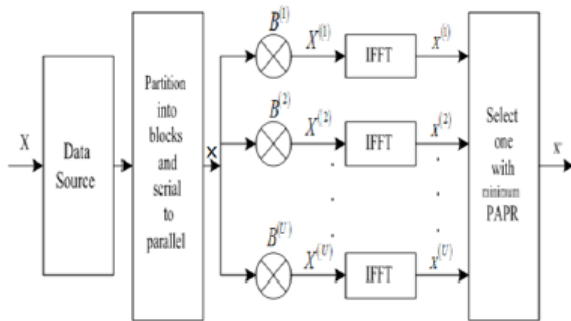 X
Data
Source
Partition
into
blocks
and
serial
to
parallel
X
B^(1)
X^(1)
IFFT
x^(1)
B^(2)
X^(2)
IFFT
x^(2)
B^(U)
X^(U)
IFFT
x^(U)
Select
one
with
minimum
PAPR
x